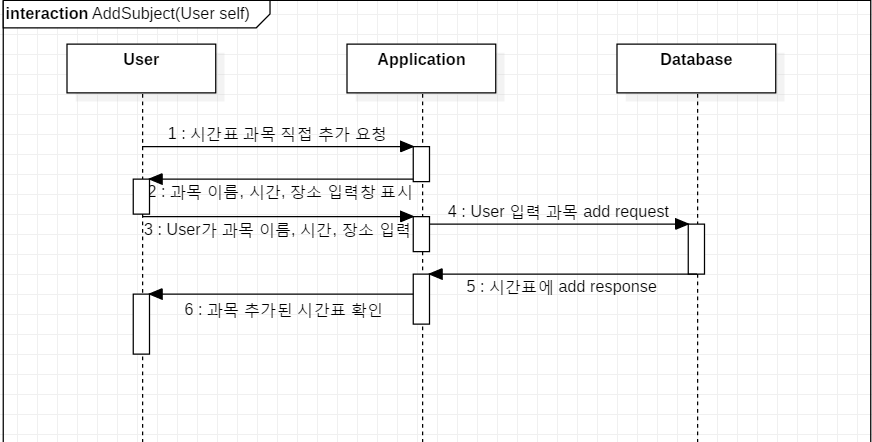 interaction AddSubject(User self)
User
Application
Database
1 : 시간표 과목 직접 추가 요청
2 : 과목 이름, 시간, 장소 입력창 표시
3 : User가 과목 이름, 시간, 장소 입력
4 : User 입력 과목 add request
5 : 시간표에 add response
6 : 과목 추가된 시간표 확인